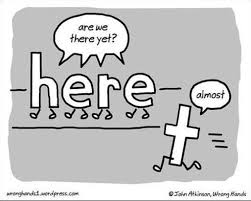 are we
there yet?
here
almost
t
wronghands1.wordpress.com
© John Atkinson, Wrong Hands